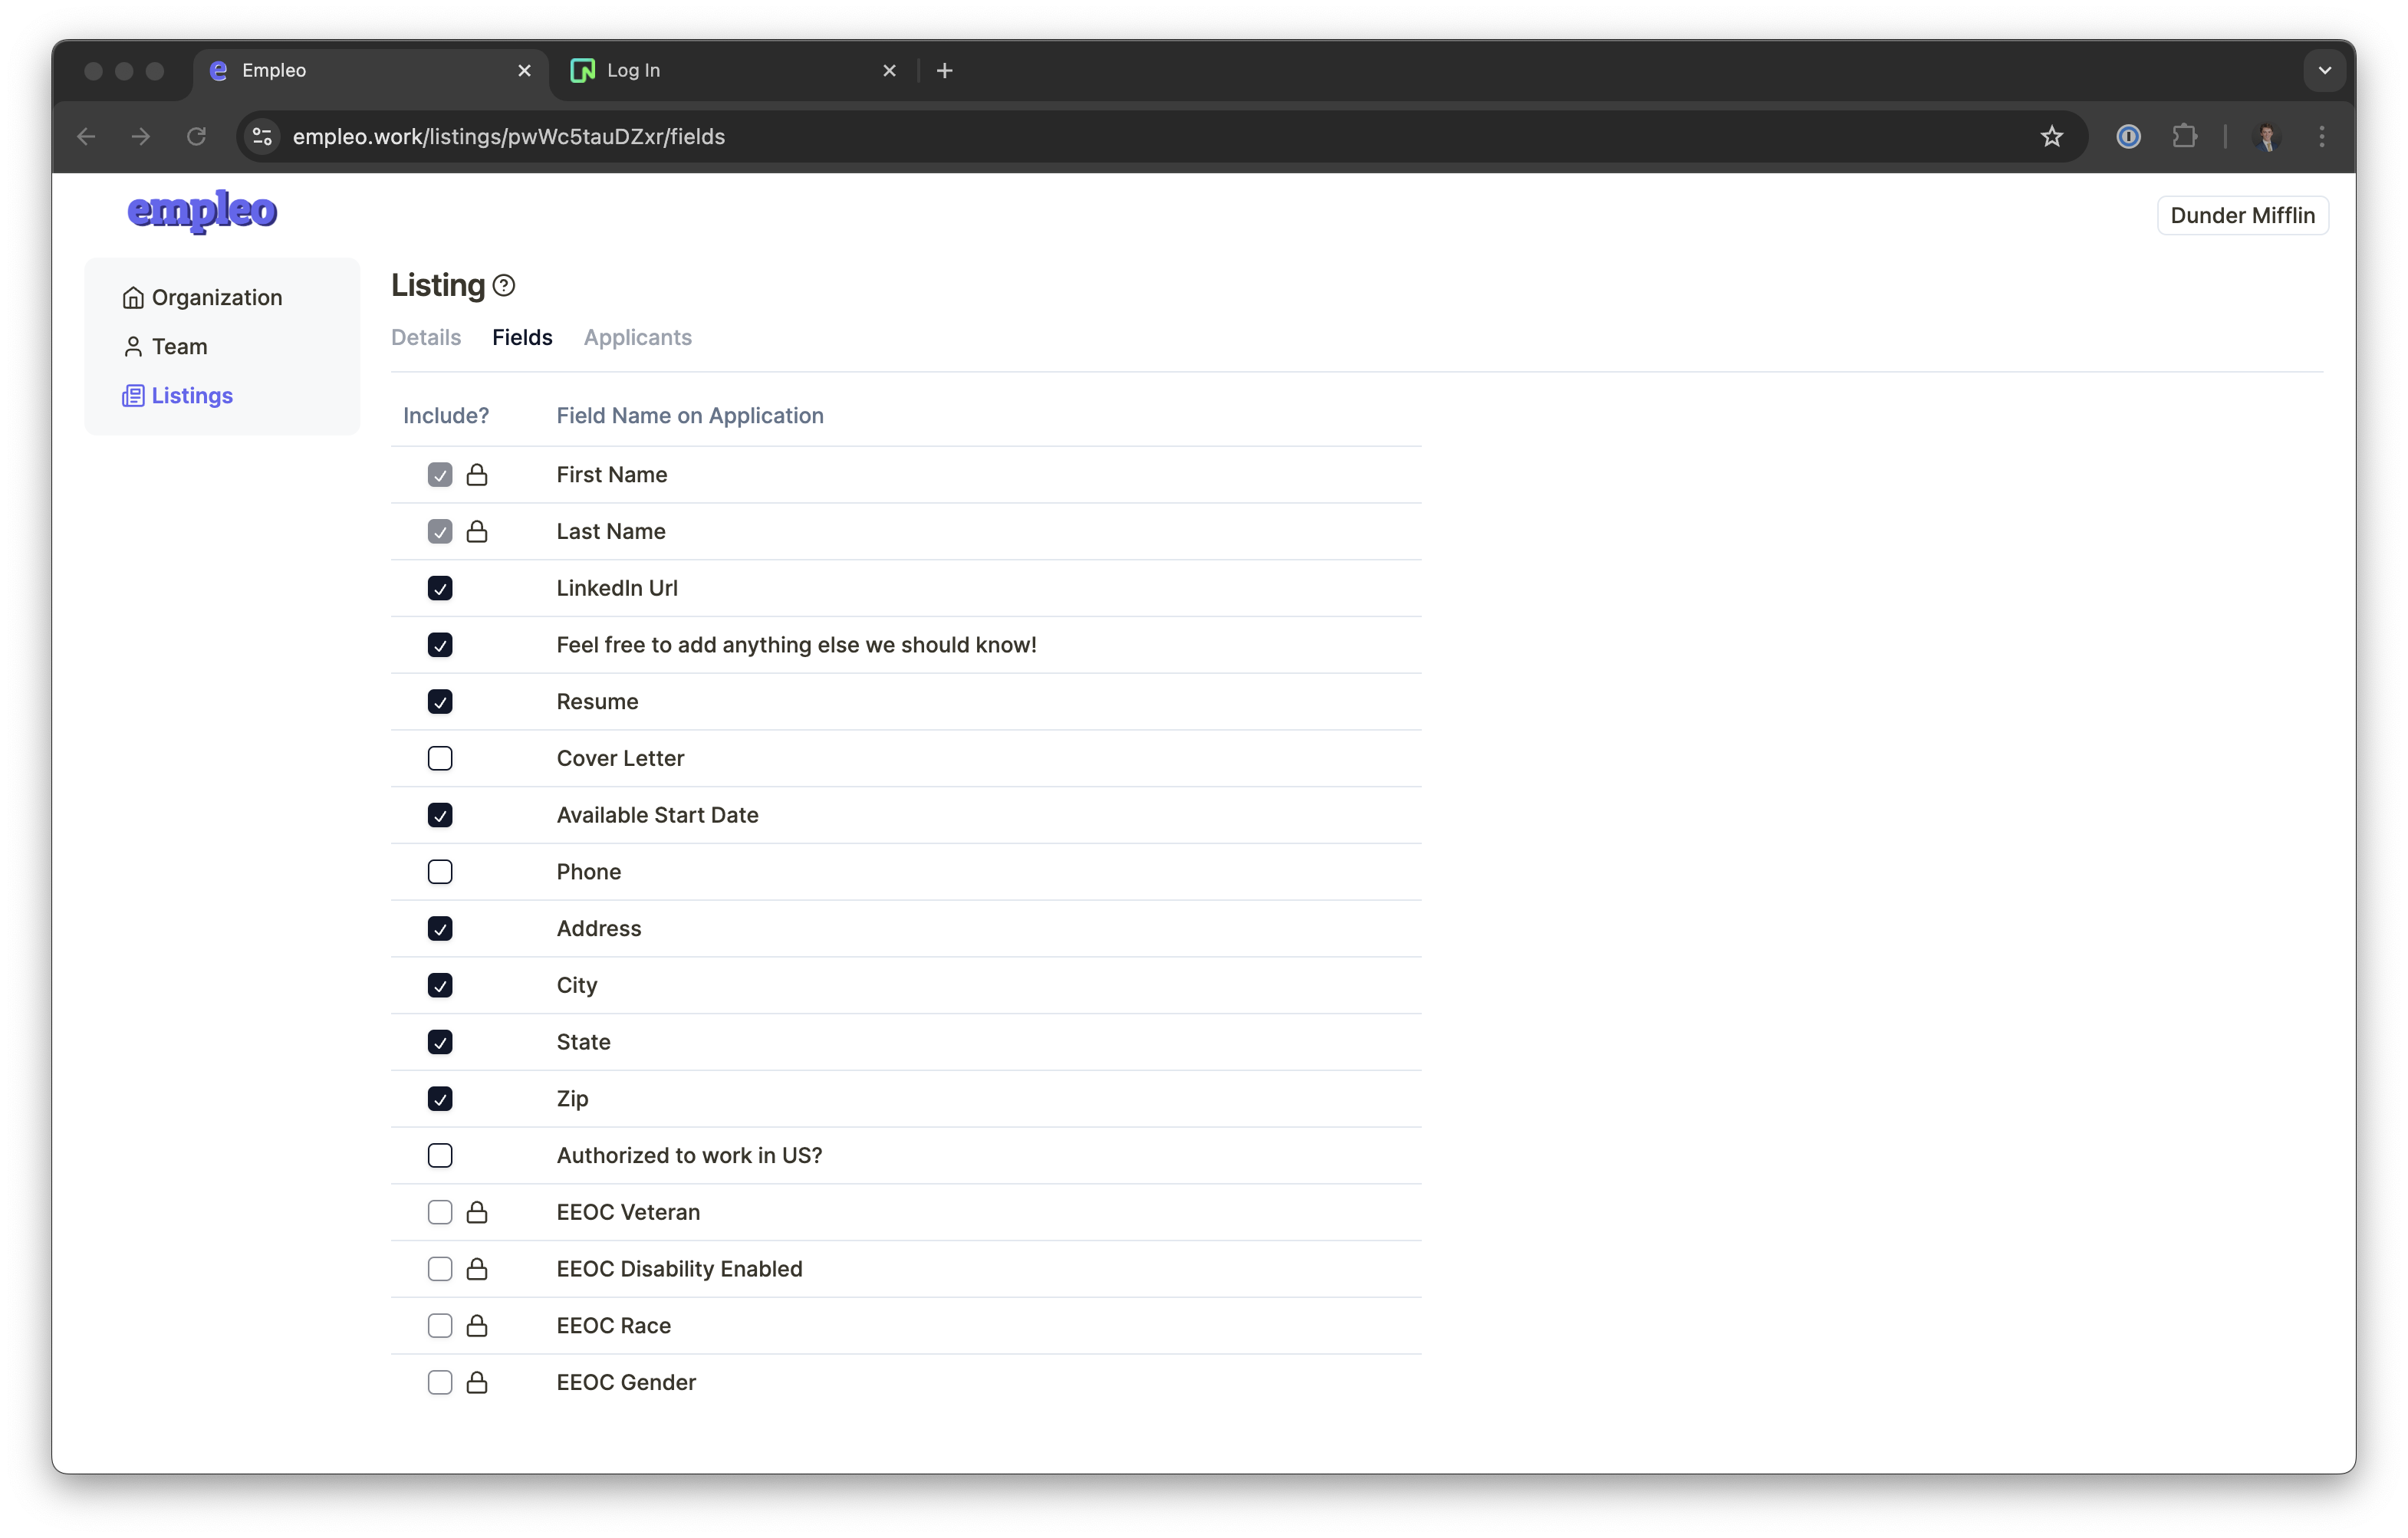 Empleo
Log In
empleo.work/listings/pwWc5tauDZxr/fields
empleo
Dunder Mifflin
Organization
Team
Listings
Listing
Details Fields Applicants
Include? Field Name on Application
First Name
Last Name
LinkedIn Url
Feel free to add anything else we should know!
Resume
Cover Letter
Available Start Date
Phone
Address
City
State
Zip
Authorized to work in US?
EEOC Veteran
EEOC Disability Enabled
EEOC Race
EEOC Gender